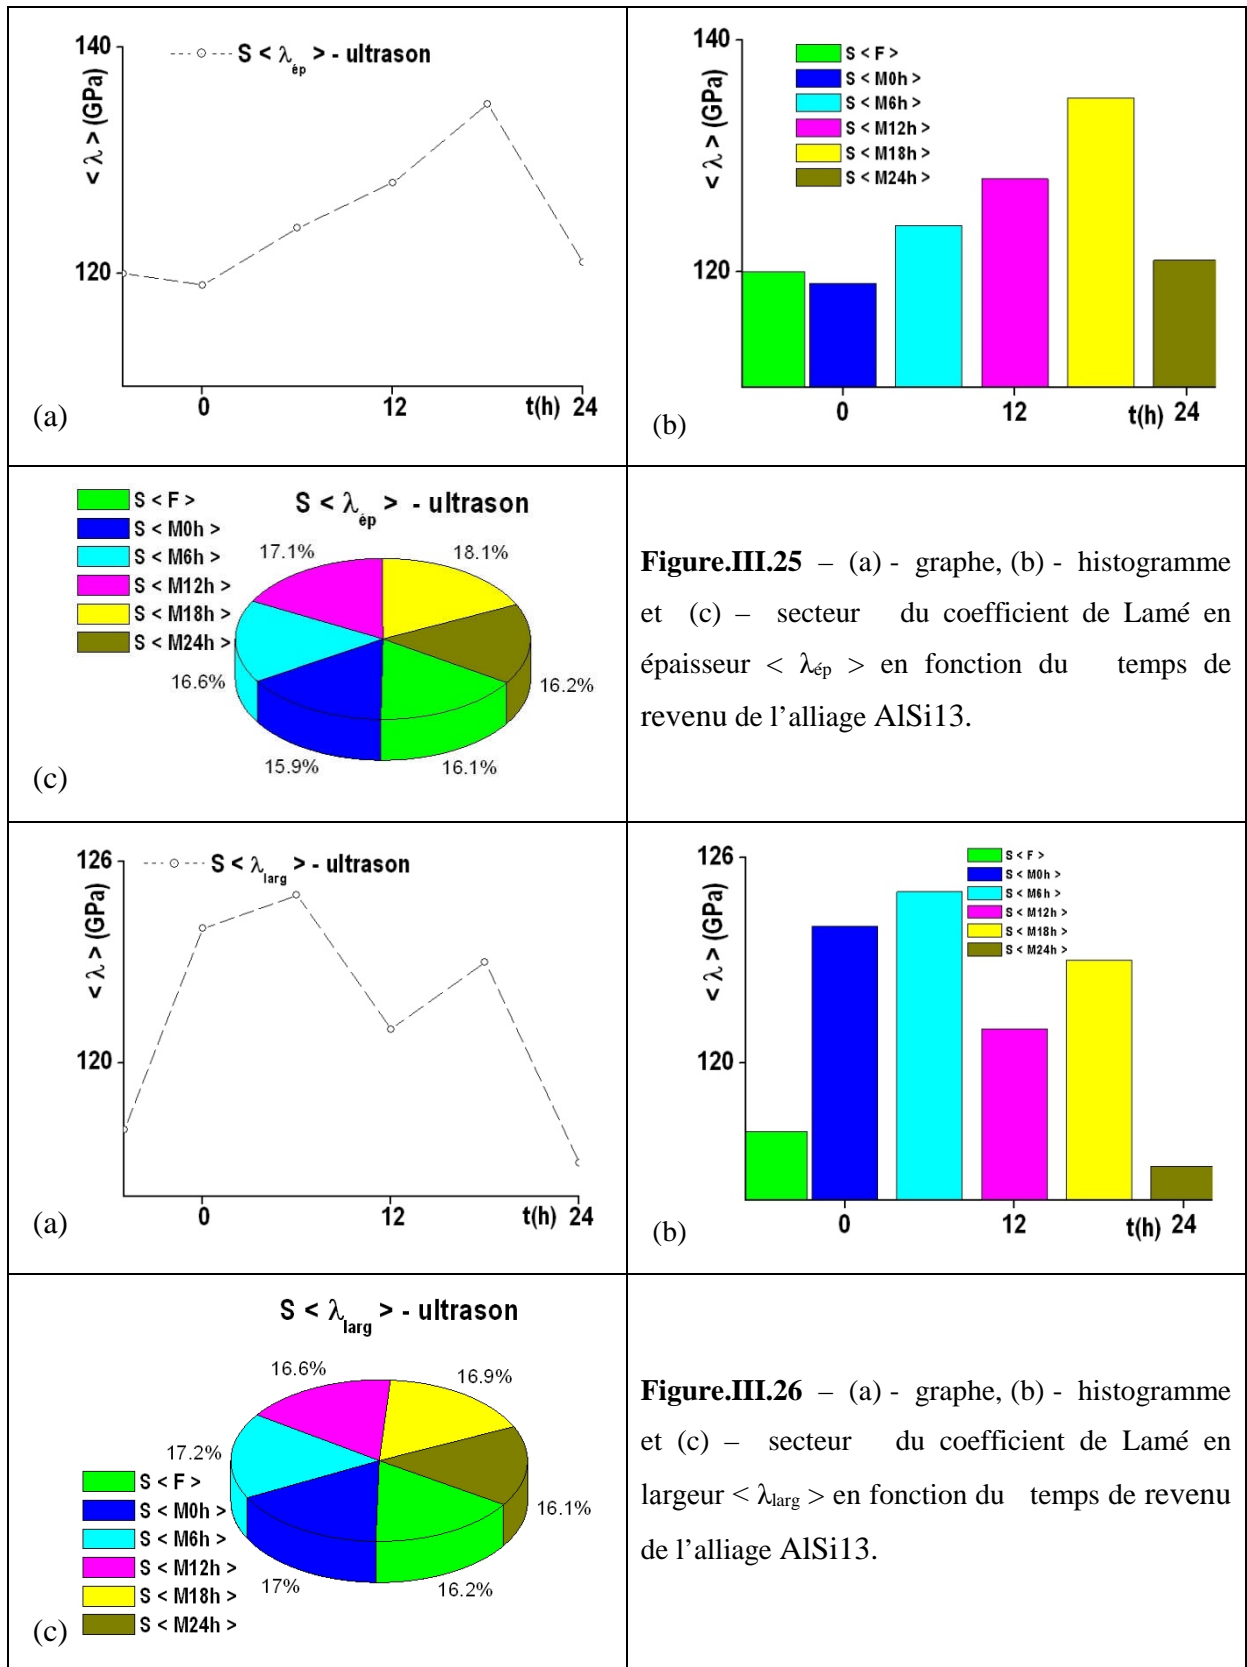 140
S < λép > - ultrason
< λ > (GPa)
120
0
12
t(h)
24
(a)
140
< λ > (GPa)
S < F >
S < M0h >
S < M6h >
S < M12h >
S < M18h >
S < M24h >
120
0
12
t(h)
24
(b)
S < F >
S < M0h >
S < M6h >
S < M12h >
S < M18h >
S < M24h >
S < λép > - ultrason
17.1%
18.1%
16.6%
16.2%
15.9%
16.1%
(c)
Figure.III.25 – (a) - graphe, (b) - histogramme
et (c) – secteur du coefficient de Lamé en
épaisseur < λép > en fonction du temps de
revenu de l’alliage AlSi13.
126
S < λlarg > - ultrason
< λ > (GPa)
120
0
12
t(h)
24
(a)
126
< λ > (GPa)
S < F >
S < M0h >
S < M6h >
S < M12h >
S < M18h >
S < M24h >
120
0
12
t(h)
24
(b)
S < λlarg > - ultrason
16.6%
16.9%
17.2%
16.1%
17%
16.2%
S < F >
S < M0h >
S < M6h >
S < M12h >
S < M18h >
S < M24h >
(c)
Figure.III.26 – (a) - graphe, (b) - histogramme
et (c) – secteur du coefficient de Lamé en
largeur < λlarg > en fonction du temps de revenu
de l’alliage AlSi13.